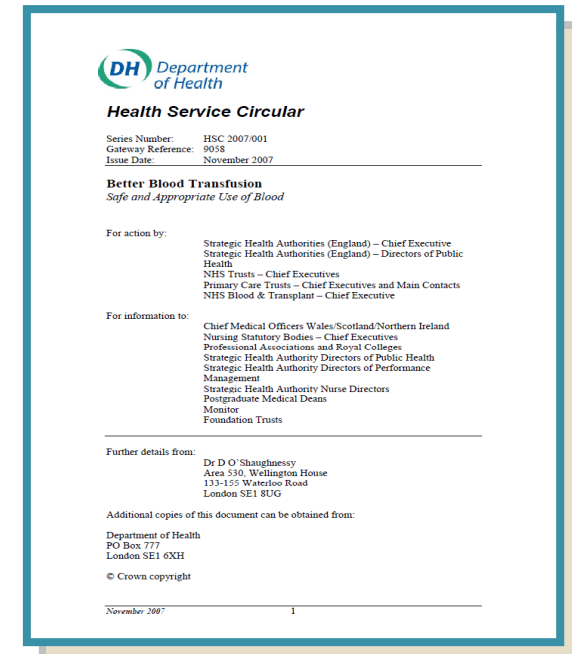 DH Department
of Health
Health Service Circular
Series Number: HSC 2007/001
Gateway Reference: 9058
Issue Date: November 2007
Better Blood Transfusion
Safe and Appropriate Use of Blood
For action by:
Strategic Health Authorities (England) – Chief Executive
Strategic Health Authorities (England) – Directors of Public
Health
NHS Trusts – Chief Executives
Primary Care Trusts – Chief Executives and Main Contacts
NHS Blood & Transplant – Chief Executive
For information to:
Chief Medical Officers Wales/Scotland/Northern Ireland
Nursing Statutory Bodies – Chief Executives
Professional Associations and Royal Colleges
Strategic Health Authority Directors of Public Health
Strategic Health Authority Directors of Performance
Management
Strategic Health Authority Nurse Directors
Postgraduate Medical Deans
Monitor
Foundation Trusts
Further details from:
Dr D O`Shaughnessy
Area 530, Wellington House
133-155 Waterloo Road
London SE1 8UG
Additional copies of this document can be obtained from:
Department of Health
PO Box 777
London SE1 6XH
© Crown copyright
November 2007 1